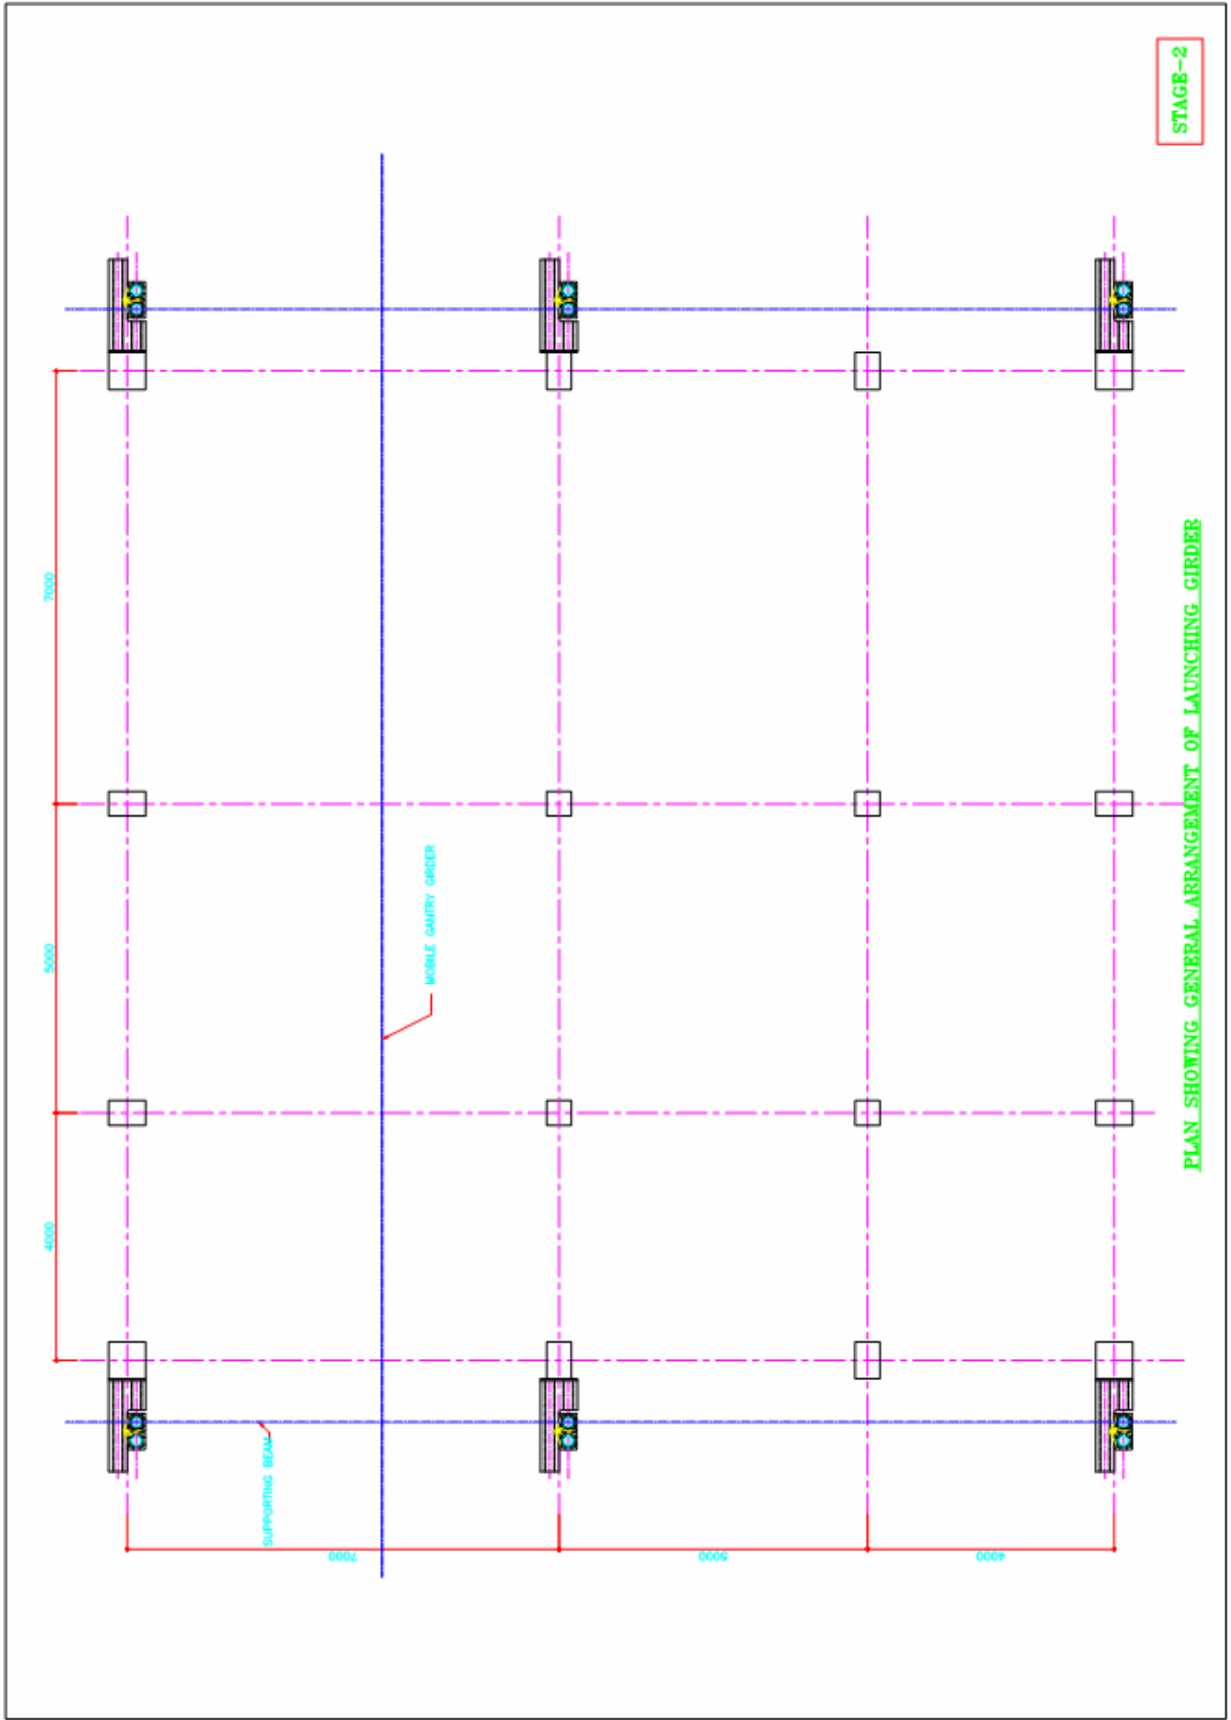 STAGE-2
7000
5000
4000
MOBILE GANTRY GIRDER
SUPPORTING BEAM
7000
5000
4000
PLAN SHOWING GENERAL ARRANGEMENT OF LAUNCHING GIRDER